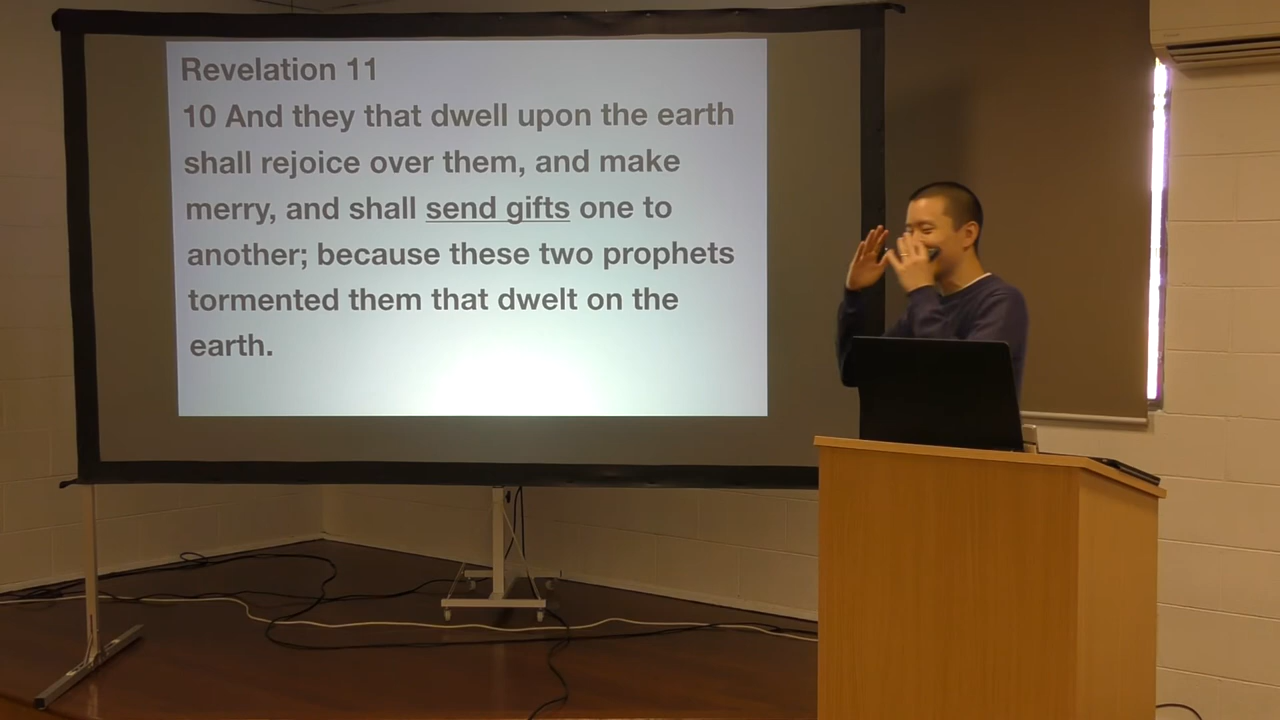 Revelation 11
10 And they that dwell upon the earth
shall rejoice over them, and make
merry, and shall send gifts one to
another; because these two prophets
tormented them that dwelt on the
earth.